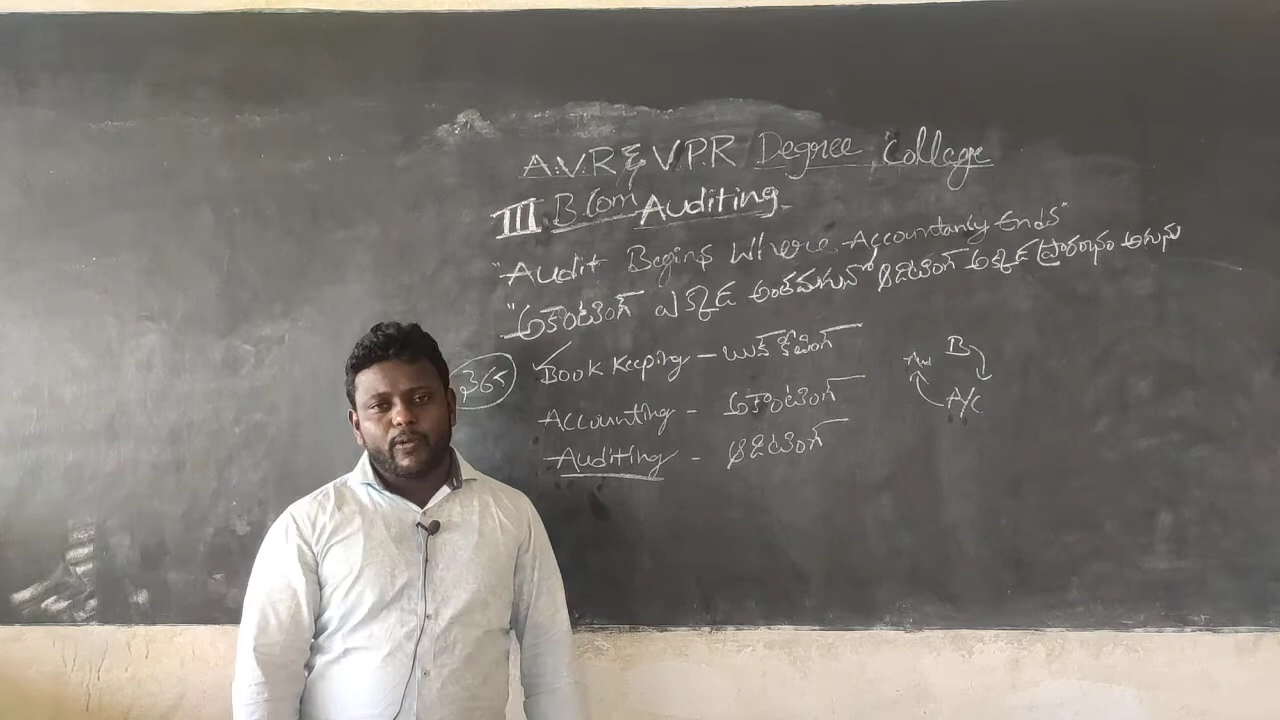 A.V.R & V.P.R Degree College
III B.Com Auditing
"Audit Begins Where Accountancy Ends"
"అకౌంటింగ్ ఎక్కడ అంతమగునో ఆడిటింగ్ అక్కడ ప్రారంభం అగును
365 Book Keeping – బుక్ కీపింగ్
Accounting - అకౌంటింగ్
Auditing - ఆడిటింగ్
B
A/c